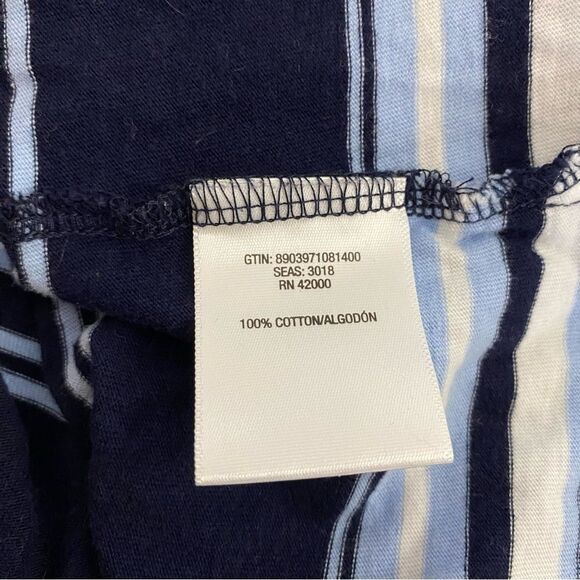 GTIN: 8903971081400
SEAS: 3018
RN 42000
100% COTTON/ALGODÓN